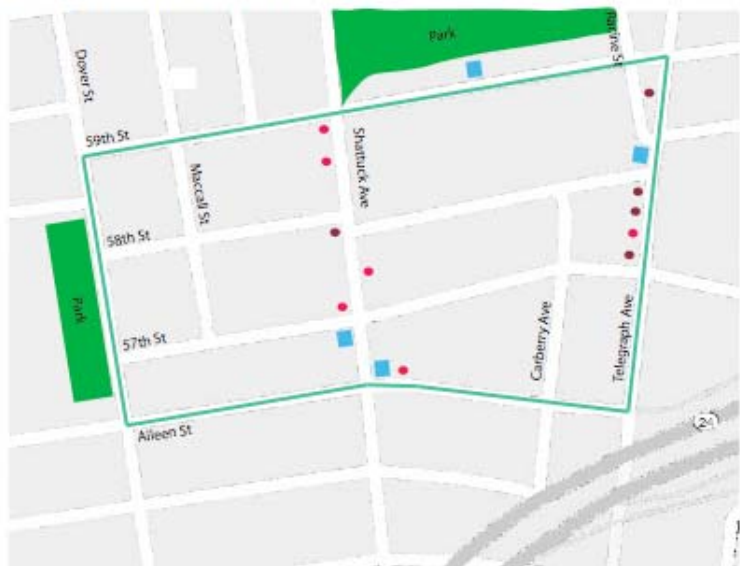 Park
Racine St
Dover St
59th St
Shattuck Ave
Maccall St
58th St
Park
57th St
Carberry Ave
Telegraph Ave
Aileen St
24